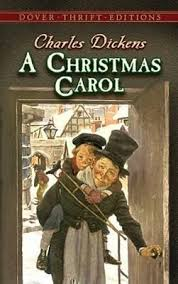 DOVER·THRIFT·EDITIONS
Charles Dickens
A CHRISTMAS
CAROL